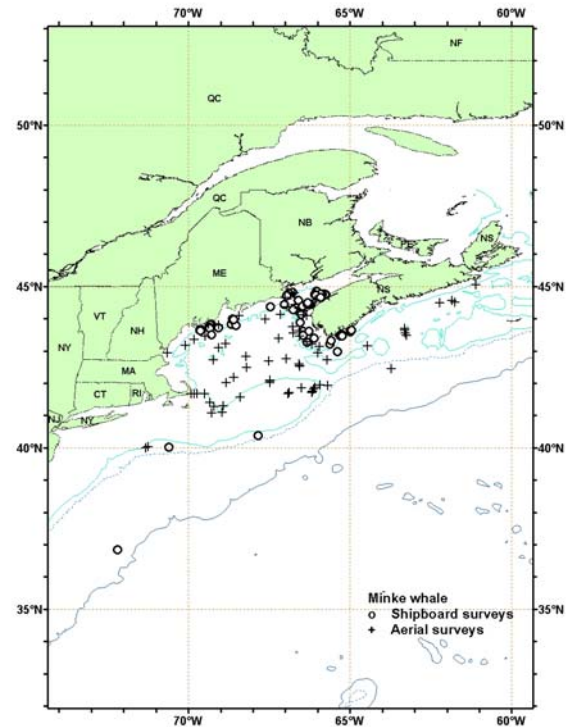 70°W 65°W 60°W
NF
QC
50°N 50°N
QC
NB
PE
NS
ME
45°N 45°N
NS
VT
NH
NY
MA
CT RI
NJ NY
40°N 40°N
35°N 35°N
Minke whale
o Shipboard surveys
+ Aerial surveys
70°W 65°W 60°W